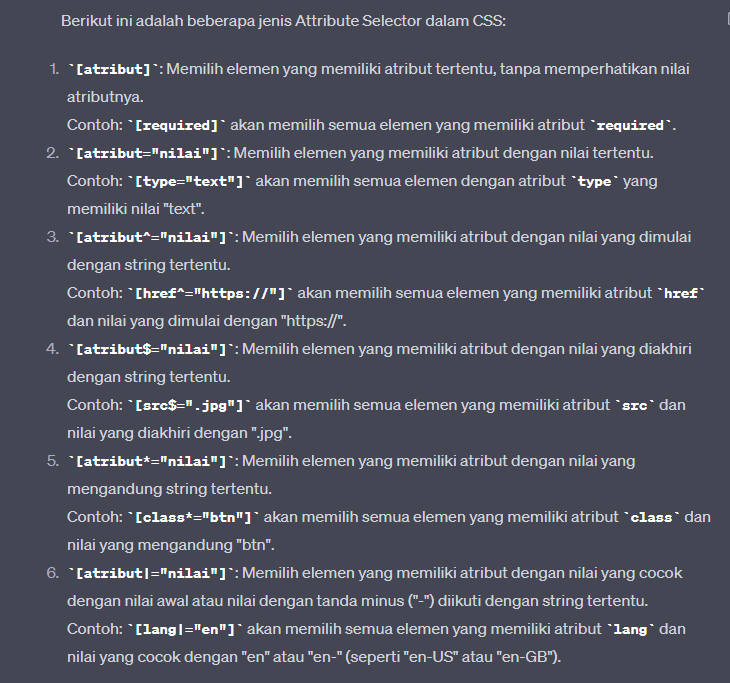 Berikut ini adalah beberapa jenis Attribute Selector dalam CSS:
1. `[atribut]`: Memilih elemen yang memiliki atribut tertentu, tanpa memperhatikan nilai
atributnya.
Contoh: `[required]` akan memilih semua elemen yang memiliki atribut `required`.
2. `[atribut="nilai"]`: Memilih elemen yang memiliki atribut dengan nilai tertentu.
Contoh: `[type="text"]` akan memilih semua elemen dengan atribut `type` yang
memiliki nilai "text".
3. `[atribut^="nilai"]`: Memilih elemen yang memiliki atribut dengan nilai yang dimulai
dengan string tertentu.
Contoh: `[href^="https://"]` akan memilih semua elemen yang memiliki atribut `href`
dan nilai yang dimulai dengan "https://".
4. `[atribut$="nilai"]`: Memilih elemen yang memiliki atribut dengan nilai yang diakhiri
dengan string tertentu.
Contoh: `[src$=".jpg"]` akan memilih semua elemen yang memiliki atribut `src` dan
nilai yang diakhiri dengan ".jpg".
5. `[atribut*="nilai"]`: Memilih elemen yang memiliki atribut dengan nilai yang
mengandung string tertentu.
Contoh: `[class*="btn"]` akan memilih semua elemen yang memiliki atribut `class` dan
nilai yang mengandung "btn".
6. `[atribut|="nilai"]`: Memilih elemen yang memiliki atribut dengan nilai yang cocok
dengan nilai awal atau nilai dengan tanda minus ("-") diikuti dengan string tertentu.
Contoh: `[lang|="en"]` akan memilih semua elemen yang memiliki atribut `lang` dan
nilai yang cocok dengan "en" atau "en-" (seperti "en-US" atau "en-GB").